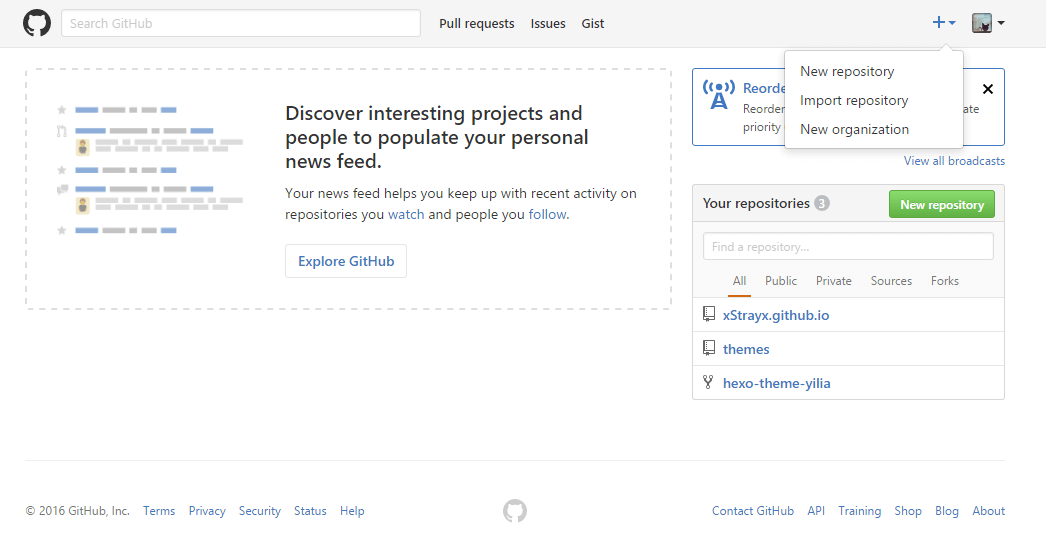 Search GitHub
Pull requests Issues Gist
New repository
Import repository
New organization
Discover interesting projects and
people to populate your personal
news feed.
Your news feed helps you keep up with recent activity on
repositories you watch and people you follow.
Explore GitHub
Reorder
priority
View all broadcasts
Your repositories 3
New repository
Find a repository...
All Public Private Sources Forks
xStrayx.github.io
themes
hexo-theme-yilia
© 2016 GitHub, Inc. Terms Privacy Security Status Help
Contact GitHub API Training Shop Blog About